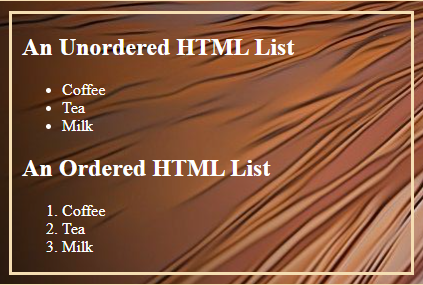 An Unordered HTML List
• Coffee
• Tea
• Milk
An Ordered HTML List
1. Coffee
2. Tea
3. Milk